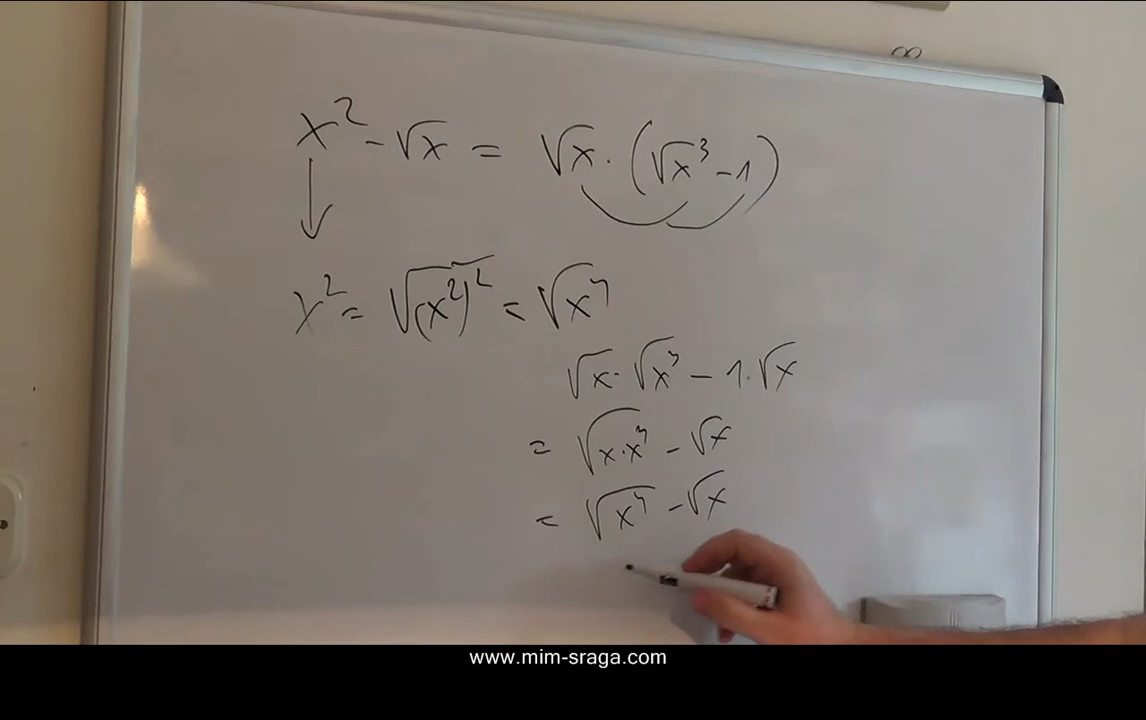 x² - √x = √x · (√x³ - 1)
x² = √(x²)² = √x⁴
√x · √x³ - 1 · √x
= √x·x³ - √x
= √x⁴ - √x
www.mim-sraga.com